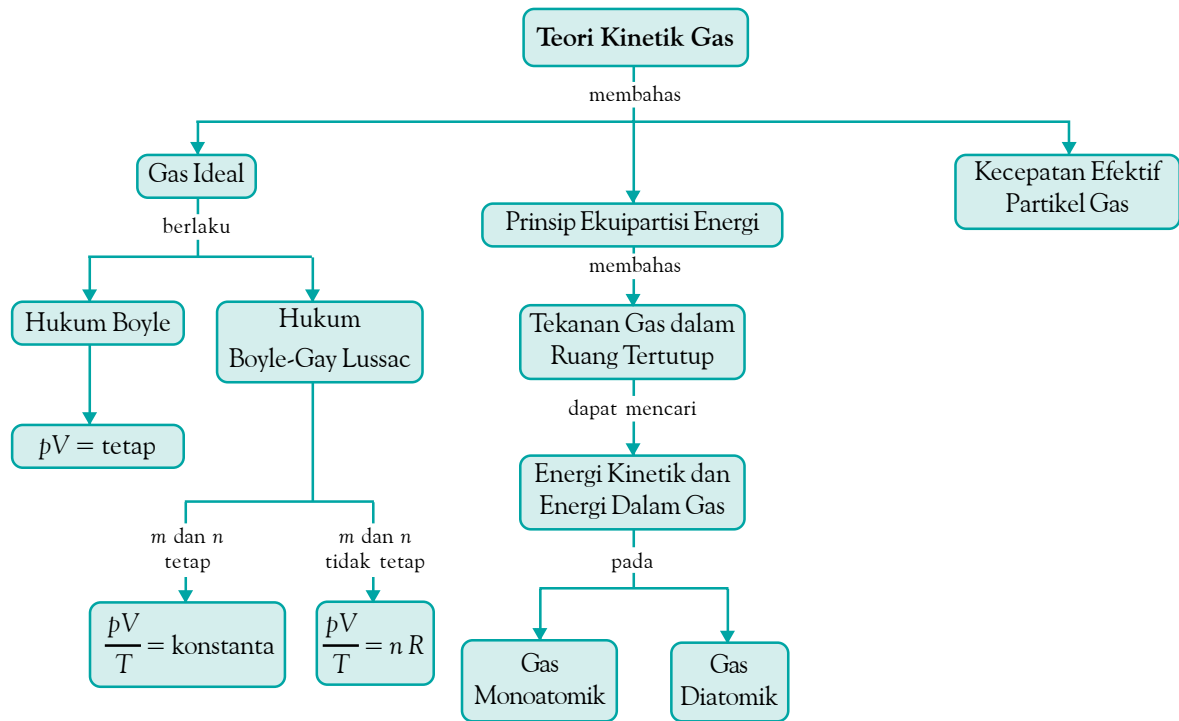 Teori Kinetik Gas
membahas
Gas Ideal
berlaku
Hukum Boyle
pV = tetap
Hukum
Boyle-Gay Lussac
m dan n
tetap
pV/T = konstanta
m dan n
tidak tetap
pV/T = n R
Prinsip Ekuipartisi Energi
membahas
Tekanan Gas dalam
Ruang Tertutup
dapat mencari
Energi Kinetik dan
Energi Dalam Gas
pada
Gas
Monoatomik
Gas
Diatomik
Kecepatan Efektif
Partikel Gas